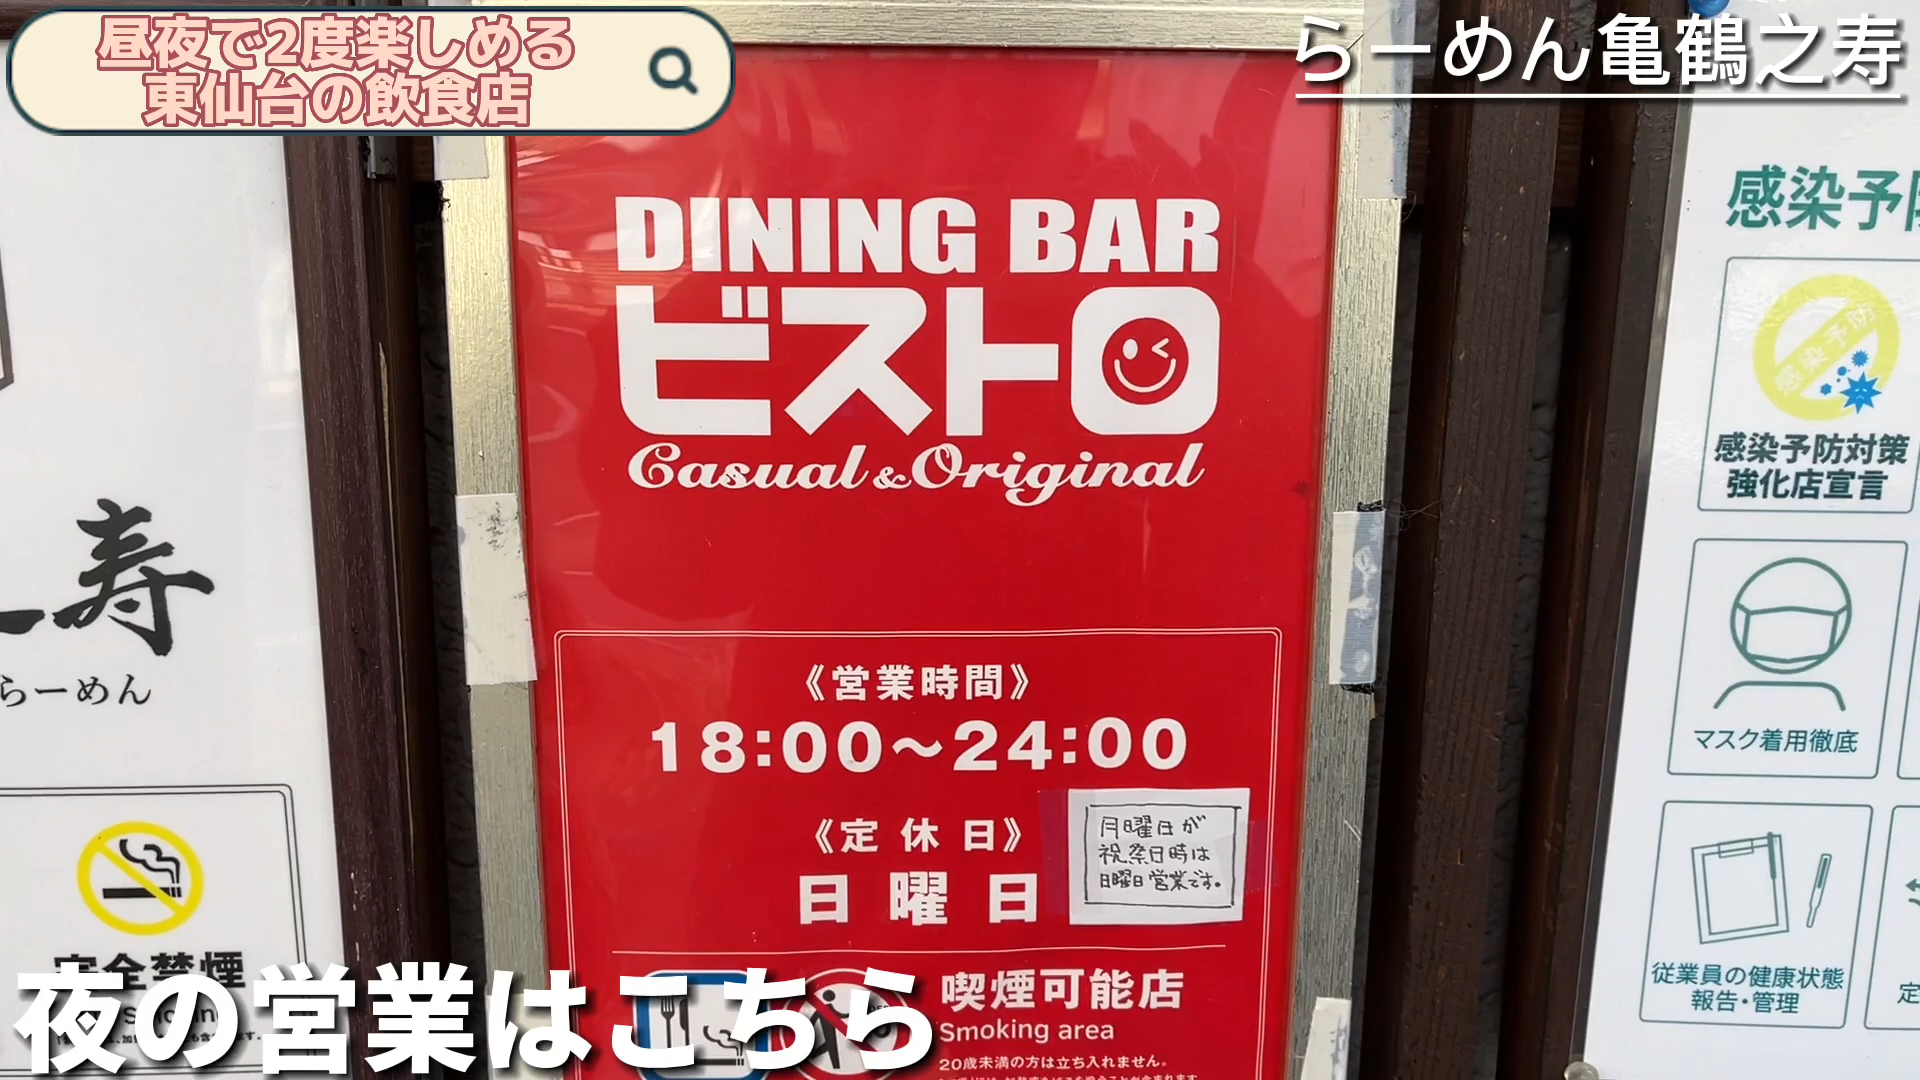 昼夜で2度楽しめる
東仙台の飲食店
らーめん亀鶴之寿
DINING BAR
ビストロ
Casual & Original
《営業時間》
18:00～24:00
《定休日》
日曜日
月曜日が
祝祭日時は
日曜日営業です。
喫煙可能店
Smoking area
20歳未満の方は立ち入れません。
寿
らーめん
完全禁煙
感染予防
感染予防
感染予防対策
強化店宣言
マスク着用徹底
従業員の健康状態
報告・管理
定
夜の営業はこちら